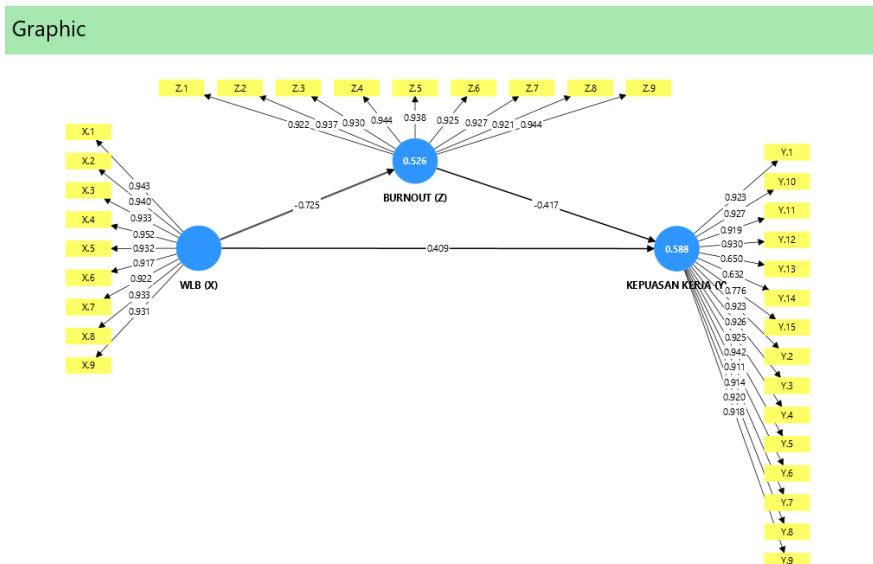 Graphic
Z.1 Z.2 Z.3 Z.4 Z.5 Z.6 Z.7 Z.8 Z.9
0.922 0.937 0.930 0.944 0.938 0.925 0.927 0.921 0.944
0.526
BURNOUT (Z)
X.1
X.2
X.3
X.4
X.5
X.6
X.7
X.8
X.9
0.943
0.940
0.933
0.952
0.932
0.917
0.922
0.933
0.931
WLB (X)
-0.725
-0.417
0.409
0.588
KEPUASAN KERJA (Y)
0.923
0.927
0.919
0.930
0.650
0.632
0.776
0.923
0.926
0.925
0.942
0.911
0.914
0.920
0.918
Y.1
Y.10
Y.11
Y.12
Y.13
Y.14
Y.15
Y.2
Y.3
Y.4
Y.5
Y.6
Y.7
Y.8
Y.9